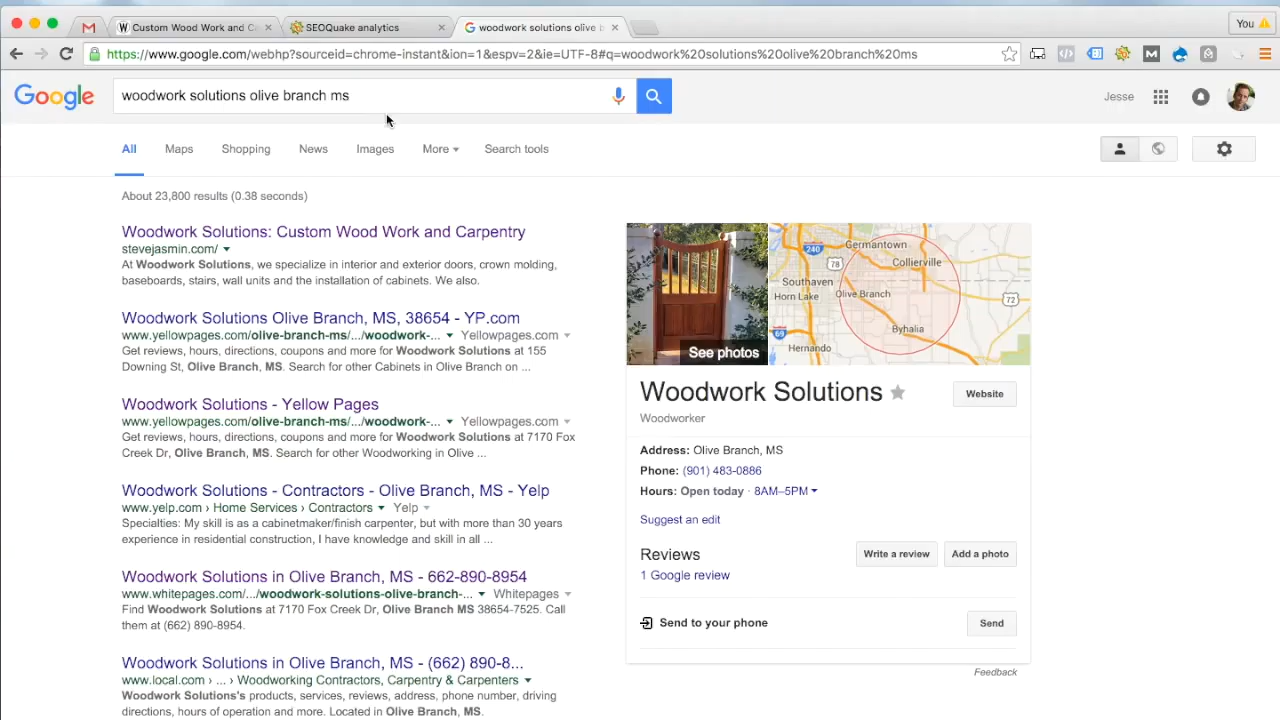 Custom Wood Work and C
SEOQuake analytics
woodwork solutions olive b
You
https://www.google.com/webhp?sourceid=chrome-instant&ion=1&espv=2&ie=UTF-8#q=woodwork%20solutions%20olive%20branch%20ms
Google
woodwork solutions olive branch ms
Jesse
All Maps Shopping News Images More Search tools
About 23,800 results (0.38 seconds)
Woodwork Solutions: Custom Wood Work and Carpentry
stevejasmin.com/
At Woodwork Solutions, we specialize in interior and exterior doors, crown molding,
baseboards, stairs, wall units and the installation of cabinets. We also.
Woodwork Solutions Olive Branch, MS, 38654 - YP.com
www.yellowpages.com/olive-branch-ms/.../woodwork-... Yellowpages.com
Get reviews, hours, directions, coupons and more for Woodwork Solutions at 155
Downing St, Olive Branch, MS. Search for other Cabinets in Olive Branch on ...
Woodwork Solutions - Yellow Pages
www.yellowpages.com/olive-branch-ms/.../woodwork-... Yellowpages.com
Get reviews, hours, directions, coupons and more for Woodwork Solutions at 7170 Fox
Creek Dr, Olive Branch, MS. Search for other Woodworking in Olive ...
Woodwork Solutions - Contractors - Olive Branch, MS - Yelp
www.yelp.com › Home Services › Contractors Yelp
Specialties: My skill is as a cabinetmaker/finish carpenter, but with more than 30 years
experience in residential construction, I have knowledge and skill in all ...
Woodwork Solutions in Olive Branch, MS - 662-890-8954
www.whitepages.com/.../woodwork-solutions-olive-branch-... Whitepages
Find Woodwork Solutions at 7170 Fox Creek Dr, Olive Branch MS 38654-7525. Call
them at (662) 890-8954.
Woodwork Solutions in Olive Branch, MS - (662) 890-8...
www.local.com › ... › Woodworking Contractors, Carpentry & Carpenters
Woodwork Solutions's products, services, reviews, address, phone number, driving
directions, hours of operation and more. Located in Olive Branch, MS.
See photos
Germantown
240
78
Collierville
Southaven
Horn Lake
Olive Branch
72
69
Byhalia
Hernando
Woodwork Solutions
Website
Woodworker
Address: Olive Branch, MS
Phone: (901) 483-0886
Hours: Open today · 8AM–5PM
Suggest an edit
Reviews
Write a review
Add a photo
1 Google review
Send to your phone
Send
Feedback